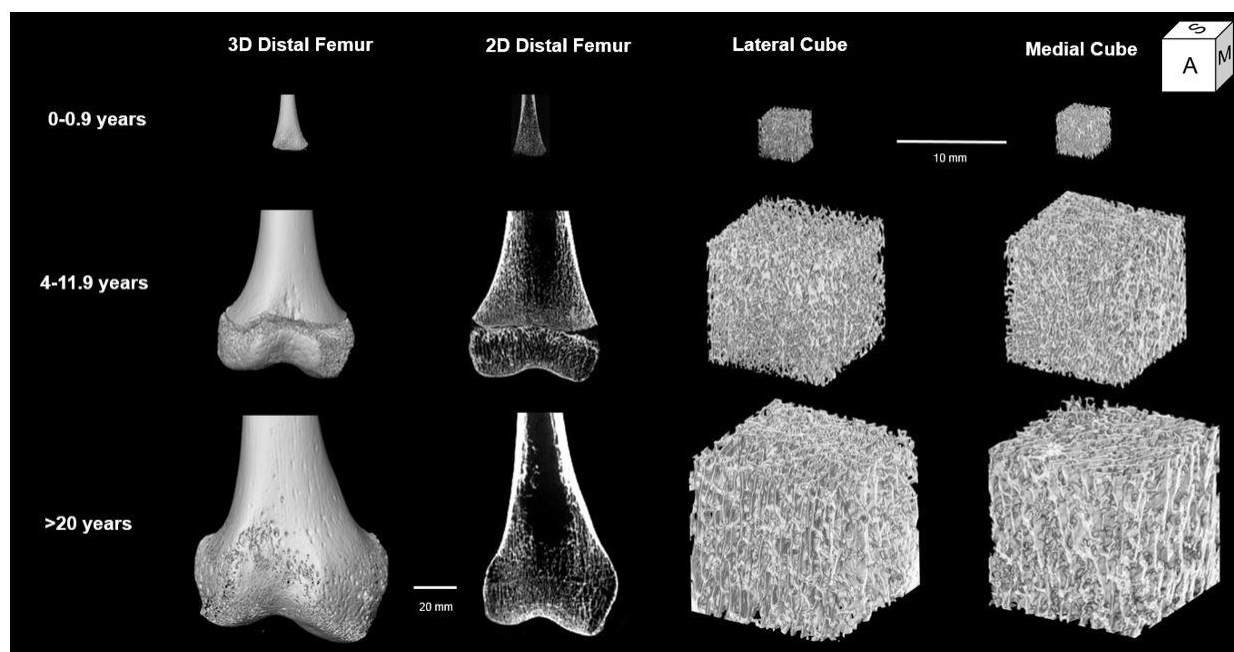 3D Distal Femur
2D Distal Femur
Lateral Cube
Medial Cube
S
A
M
0-0.9 years
10 mm
4-11.9 years
>20 years
20 mm